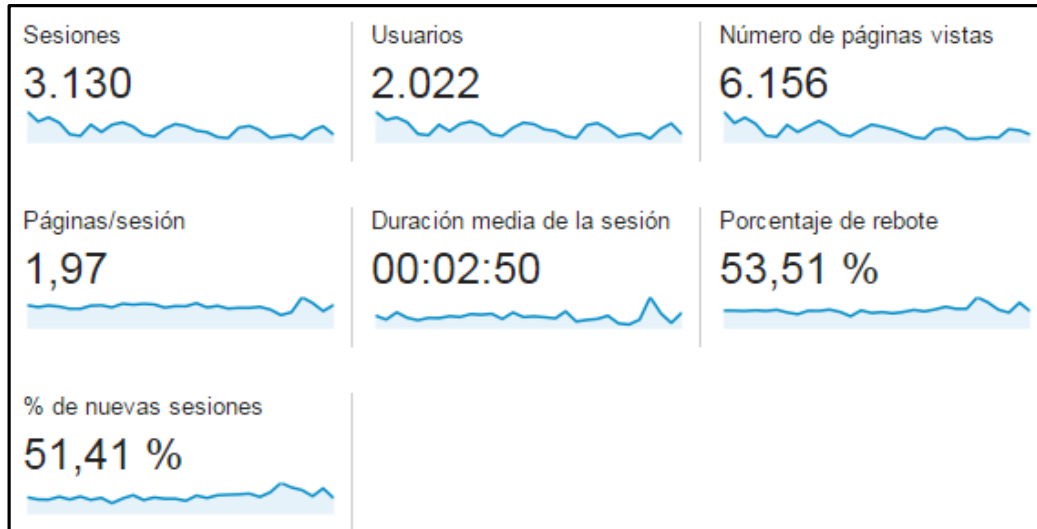 Sesiones
3.130
Usuarios
2.022
Número de páginas vistas
6.156
Páginas/sesión
1,97
Duración media de la sesión
00:02:50
Porcentaje de rebote
53,51 %
% de nuevas sesiones
51,41 %